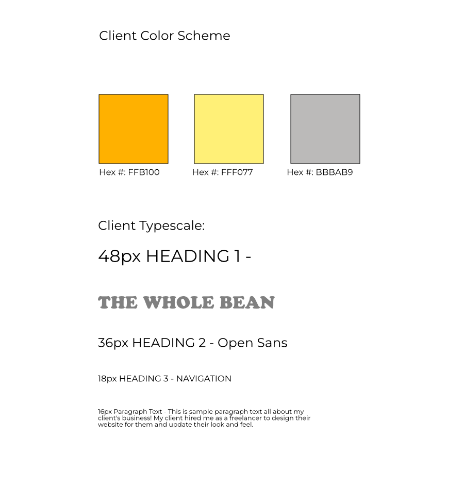 Client Color Scheme
Hex #: FFB100 Hex #: FFF077 Hex #: BBBAB9
Client Typescale:
48px HEADING 1 -
THE WHOLE BEAN
36px HEADING 2 - Open Sans
18px HEADING 3 - NAVIGATION
16px Paragraph Text - This is sample paragraph text all about my
client's business! My client hired me as a freelancer to design their
website for them and update their look and feel.